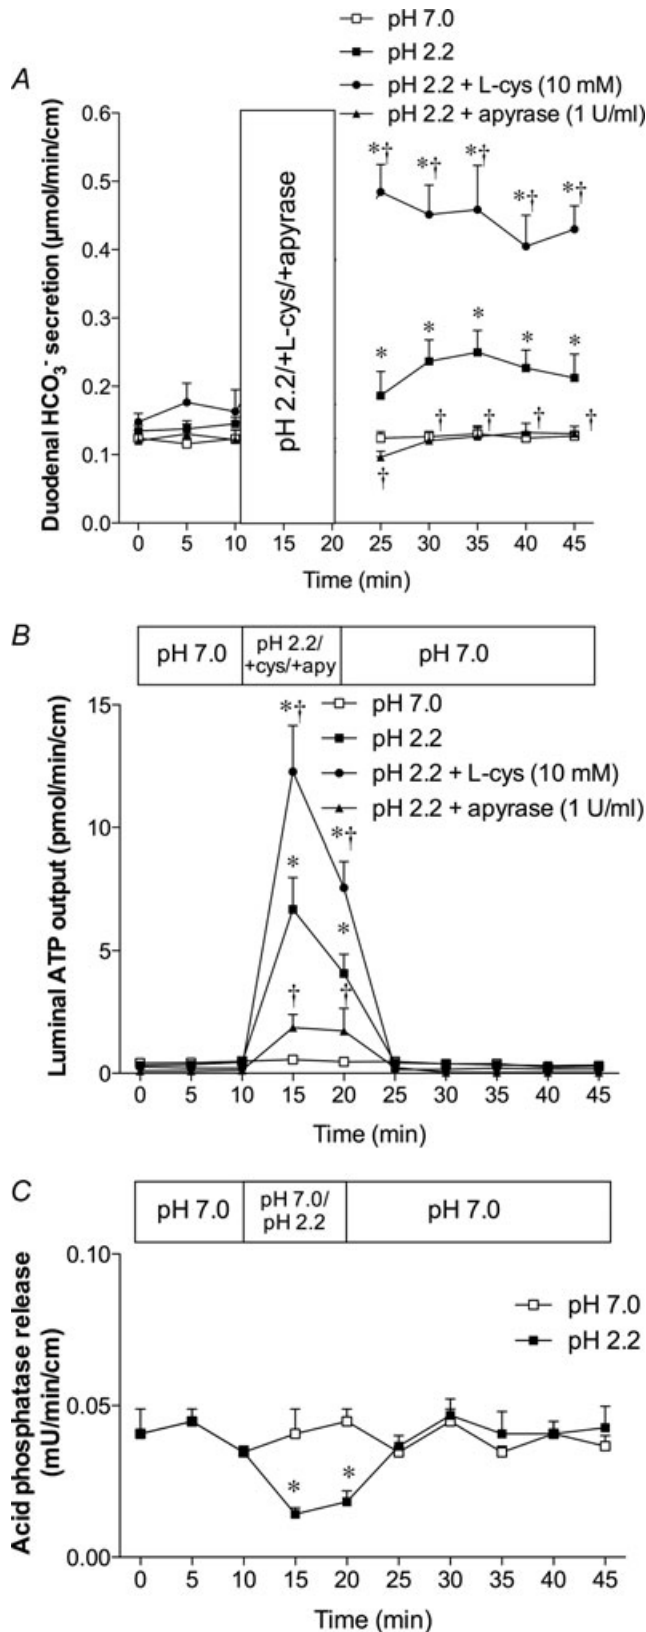 pH 7.0
pH 2.2
pH 2.2 + L-cys (10 mM)
pH 2.2 + apyrase (1 U/ml)
A
Duodenal HCO₃⁻ secretion (µmol/min/cm)
0.6
0.5
0.4
0.3
0.2
0.1
0.0
pH 2.2/+L-cys/+apyrase
*† *† *† *† *†
* * * * *
† † † †
†
0 5 10 15 20 25 30 35 40 45
Time (min)
B
pH 7.0
pH 2.2/
+cys/+apy
pH 7.0
Luminal ATP output (pmol/min/cm)
15
10
5
0
pH 7.0
pH 2.2
pH 2.2 + L-cys (10 mM)
pH 2.2 + apyrase (1 U/ml)
*†
*†
*
*
† †
0 5 10 15 20 25 30 35 40 45
Time (min)
C
pH 7.0
pH 7.0/
pH 2.2
pH 7.0
Acid phosphatase release
(mU/min/cm)
0.10
0.05
0.00
pH 7.0
pH 2.2
* *
0 5 10 15 20 25 30 35 40 45
Time (min)